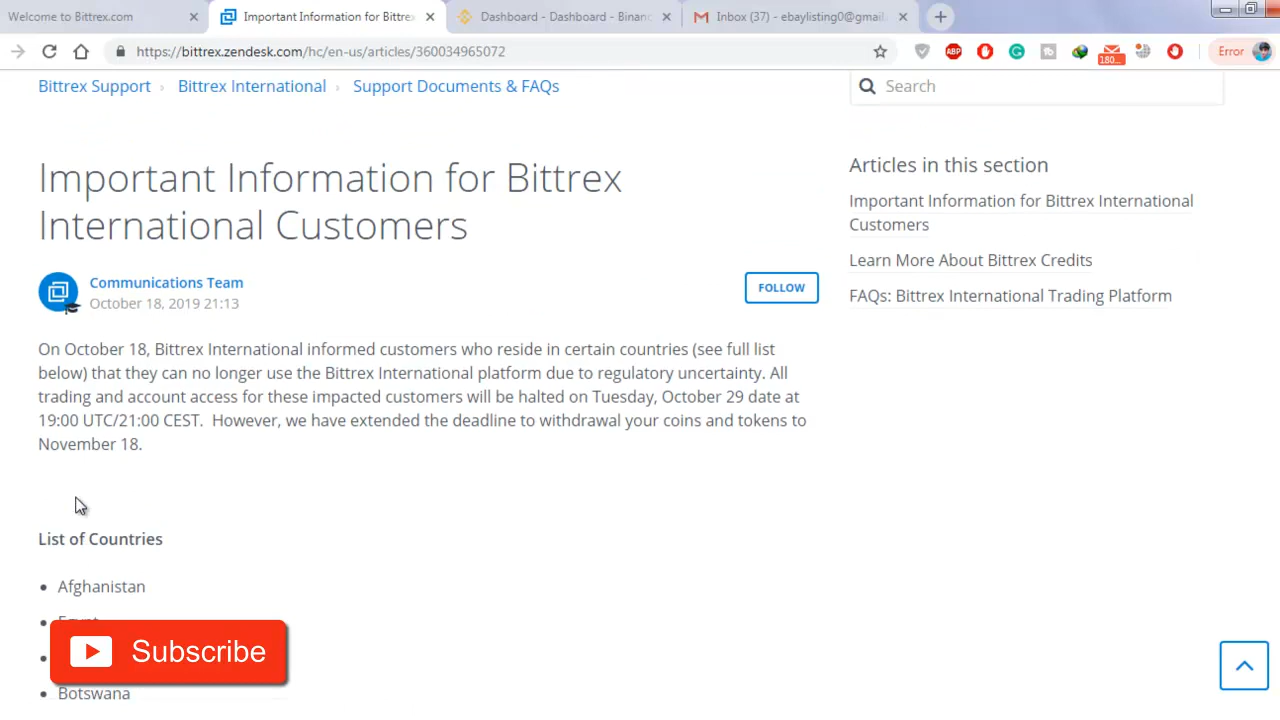 Welcome to Bittrex.com
Important Information for Bittrex
Dashboard - Dashboard - Binanc
Inbox (37) - ebaylisting0@gmail.
https://bittrex.zendesk.com/hc/en-us/articles/360034965072
ABP
180...
Error
Bittrex Support › Bittrex International › Support Documents & FAQs
Search
Important Information for Bittrex
International Customers
Communications Team
October 18, 2019 21:13
FOLLOW
On October 18, Bittrex International informed customers who reside in certain countries (see full list
below) that they can no longer use the Bittrex International platform due to regulatory uncertainty. All
trading and account access for these impacted customers will be halted on Tuesday, October 29 date at
19:00 UTC/21:00 CEST. However, we have extended the deadline to withdrawal your coins and tokens to
November 18.
List of Countries
• Afghanistan
• Egypt
Subscribe
Botswana
Articles in this section
Important Information for Bittrex International
Customers
Learn More About Bittrex Credits
FAQs: Bittrex International Trading Platform